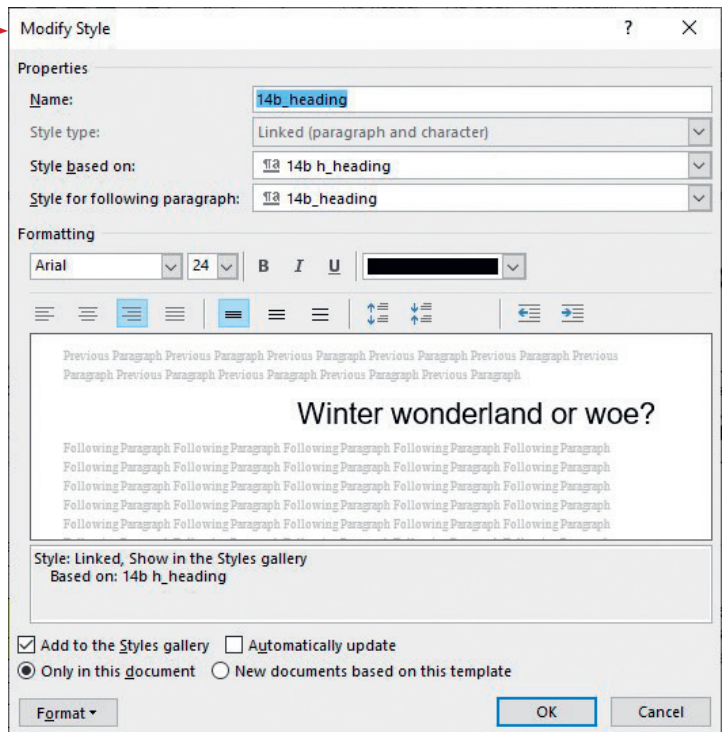 Modify Style ?
Properties
Name: 14b_heading
Style type: Linked (paragraph and character)
Style based on: ¶a 14b h_heading
Style for following paragraph: ¶a 14b_heading
Formatting
Arial 24 B I U
Previous Paragraph Previous Paragraph Previous Paragraph Previous Paragraph Previous Paragraph Previous
Paragraph Previous Paragraph Previous Paragraph Previous Paragraph Previous Paragraph
Winter wonderland or woe?
Following Paragraph Following Paragraph Following Paragraph Following Paragraph Following Paragraph
Following Paragraph Following Paragraph Following Paragraph Following Paragraph Following Paragraph
Following Paragraph Following Paragraph Following Paragraph Following Paragraph Following Paragraph
Following Paragraph Following Paragraph Following Paragraph Following Paragraph Following Paragraph
Following Paragraph Following Paragraph Following Paragraph Following Paragraph Following Paragraph
Style: Linked, Show in the Styles gallery
Based on: 14b h_heading
Add to the Styles gallery Automatically update
Only in this document New documents based on this template
Format OK Cancel